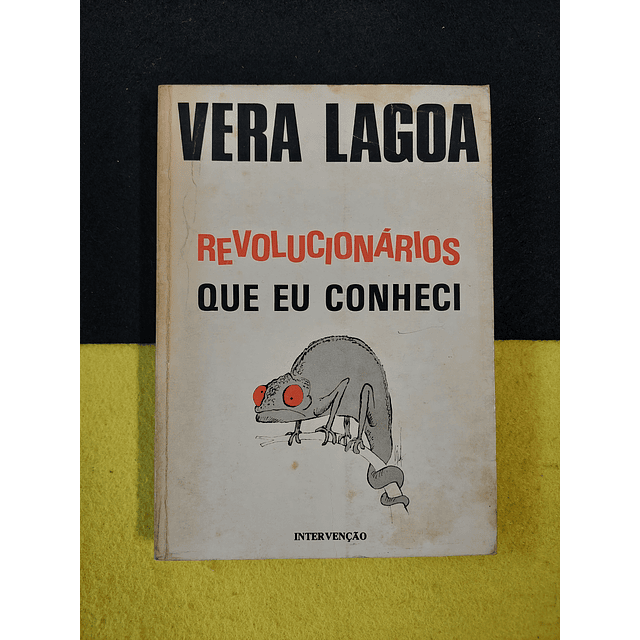 VERA LAGOA
REVOLUCIONÁRIOS
QUE EU CONHECI
INTERVENÇÃO